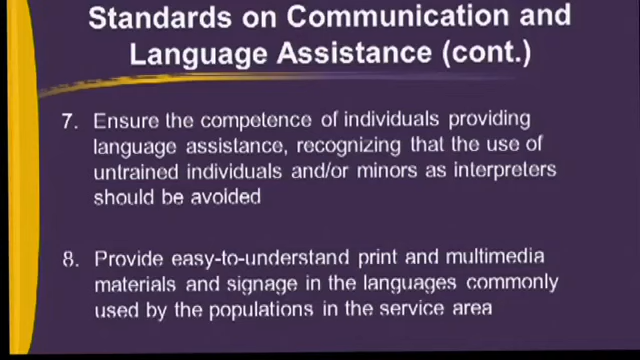 Standards on Communication and
Language Assistance (cont.)
7. Ensure the competence of individuals providing
language assistance, recognizing that the use of
untrained individuals and/or minors as interpreters
should be avoided
8. Provide easy-to-understand print and multimedia
materials and signage in the languages commonly
used by the populations in the service area